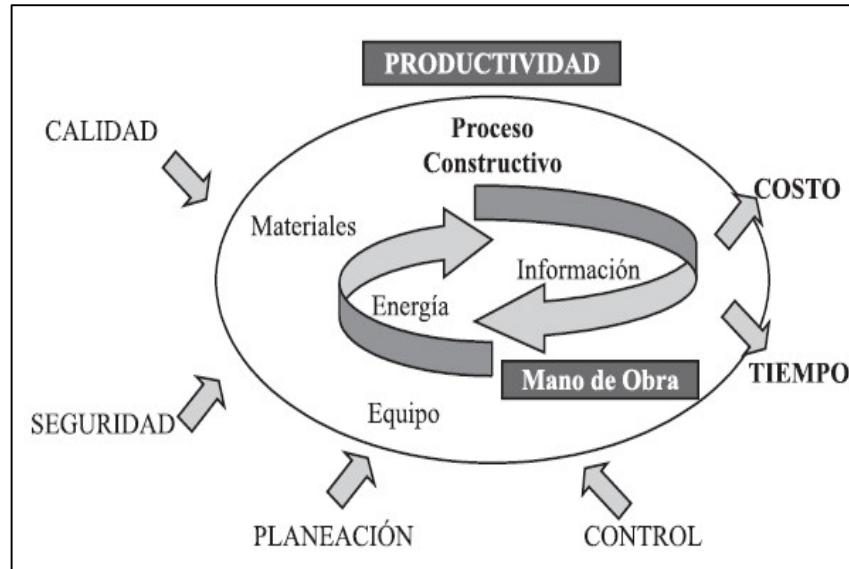 PRODUCTIVIDAD
CALIDAD
Proceso
Constructivo
COSTO
Materiales
Información
Energía
Mano de Obra
TIEMPO
Equipo
SEGURIDAD
PLANEACIÓN
CONTROL